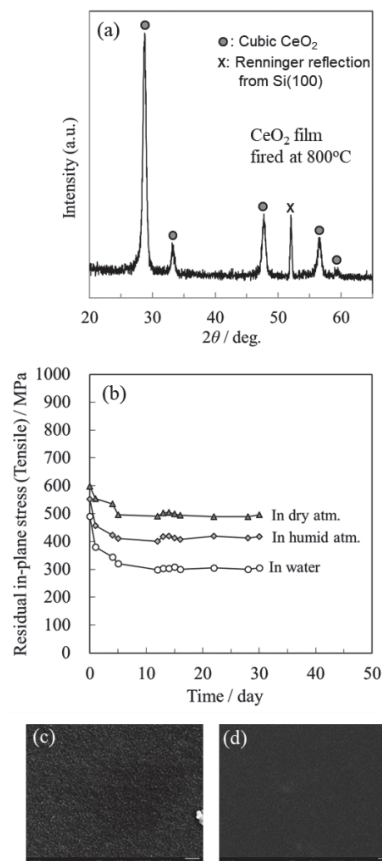 (a)
: Cubic CeO₂
x: Renninger reflection
from Si(100)
x
CeO₂ film
fired at 800°C
Intensity (a.u.)
20 30 40 50 60
2θ / deg.
(b)
1000
900
800
700
600
500
400
300
200
100
0
Residual in-plane stress (Tensile) / MPa
In dry atm.
In humid atm.
In water
0 10 20 30 40 50
Time / day
(c)
(d)